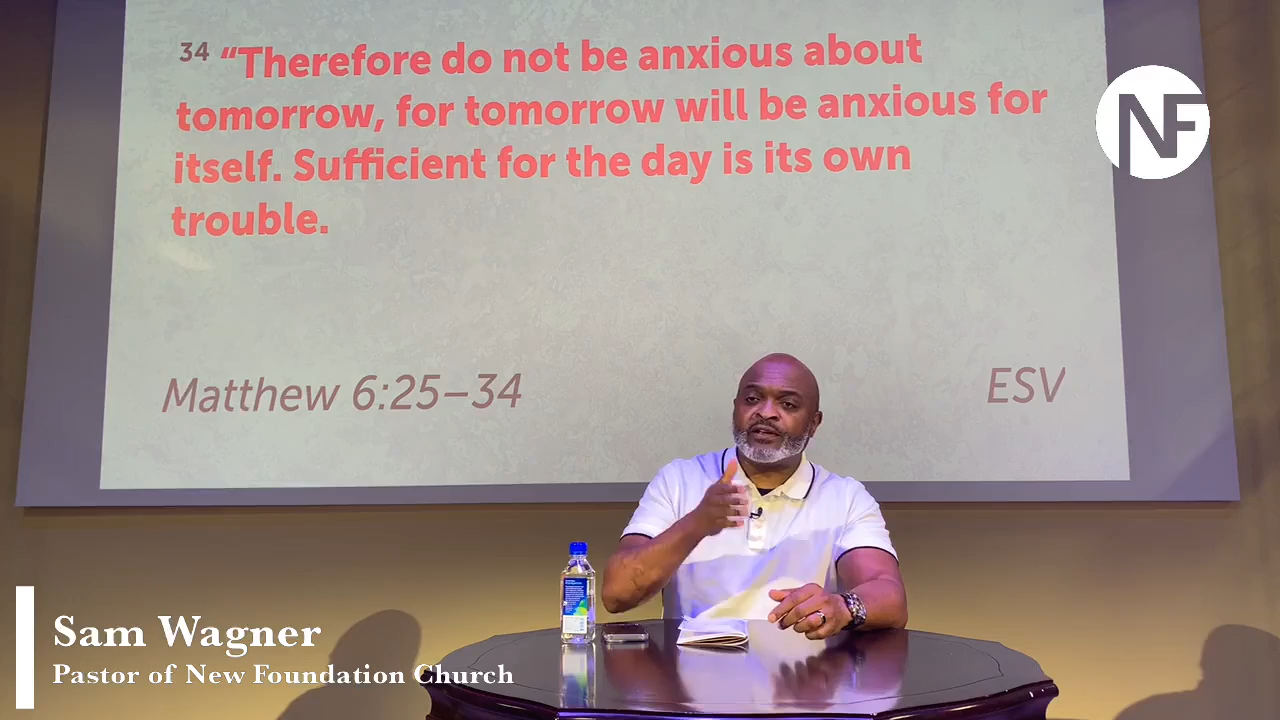 34 “Therefore do not be anxious about
tomorrow, for tomorrow will be anxious for
itself. Sufficient for the day is its own
trouble.
Matthew 6:25–34
ESV
NF
Sam Wagner
Pastor of New Foundation Church